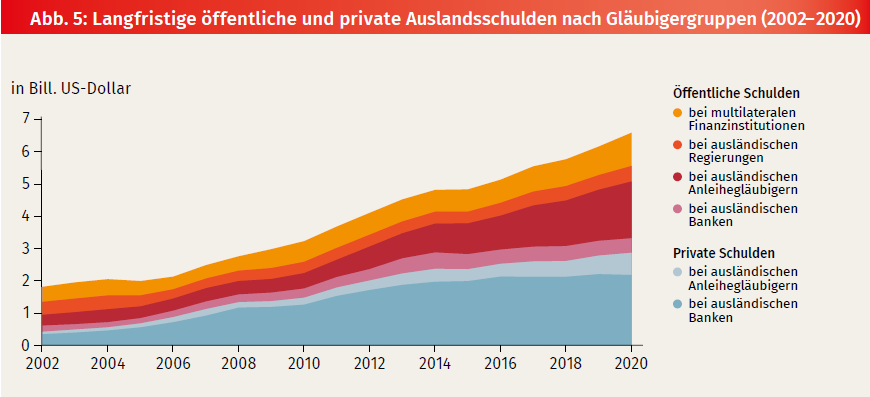 Abb. 5: Langfristige öffentliche und private Auslandsschulden nach Gläubigergruppen (2002–2020)
in Bill. US-Dollar
7
6
5
4
3
2
1
0
2002 2004 2006 2008 2010 2012 2014 2016 2018 2020
Öffentliche Schulden
bei multilateralen
Finanzinstitutionen
bei ausländischen
Regierungen
bei ausländischen
Anleihegläubigern
bei ausländischen
Banken
Private Schulden
bei ausländischen
Anleihegläubigern
bei ausländischen
Banken